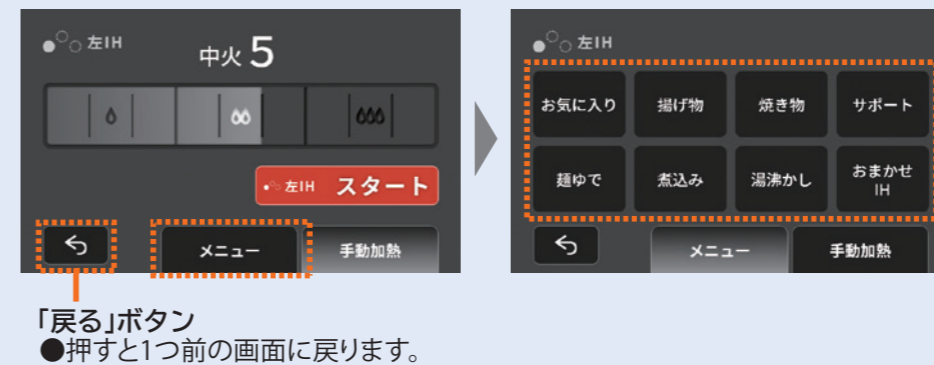 左IH
中火 5
左IH スタート
メニュー
手動加熱
左IH
お気に入り 揚げ物 焼き物 サポート
麺ゆで 煮込み 湯沸かし おまかせ
IH
メニュー
手動加熱
「戻る」ボタン
●押すと1つ前の画面に戻ります。